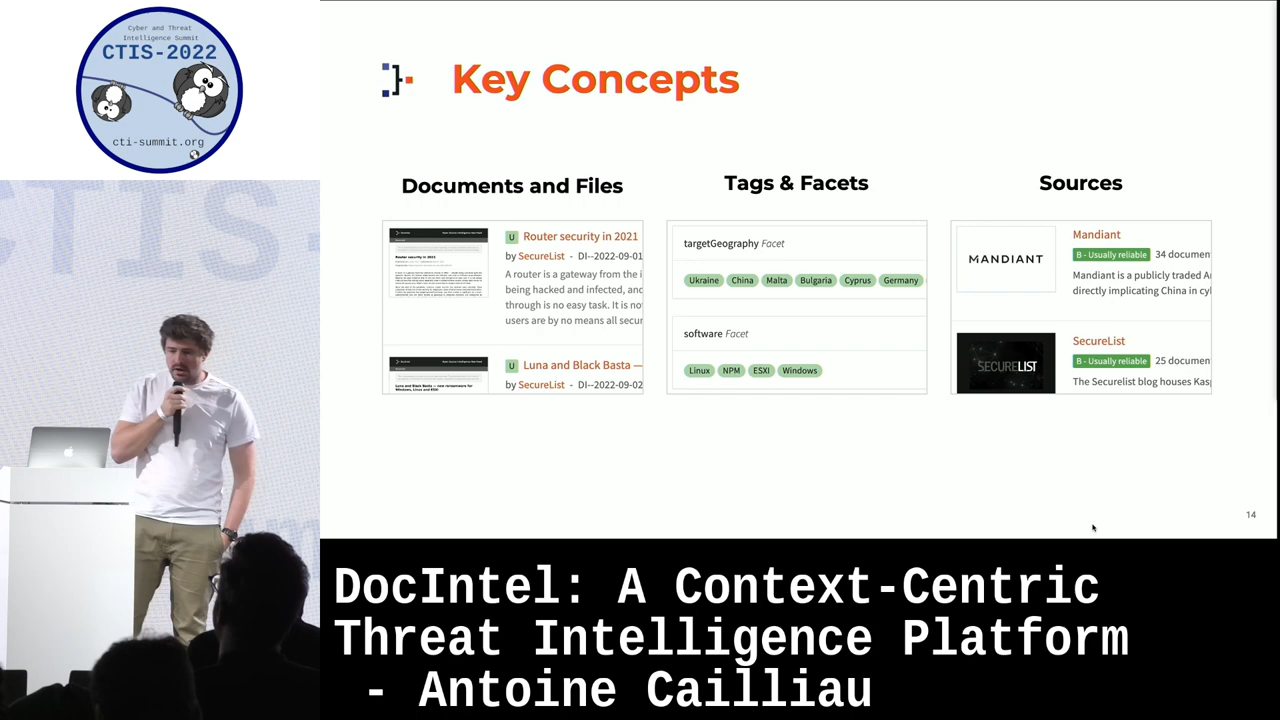 Cyber and Threat
Intelligence Summit
CTIS-2022
cti-summit.org
Key Concepts
Documents and Files
U Router security in 2021
by SecureList - DI--2022-09-01
A router is a gateway from the i
being hacked and infected, and
through is no easy task. It is not
users are by no means all secur
U Luna and Black Basta —
by SecureList - DI--2022-09-02
Tags & Facets
targetGeography Facet
Ukraine China Malta Bulgaria Cyprus Germany
software Facet
Linux NPM ESXI Windows
Sources
MANDIANT
Mandiant
B - Usually reliable 34 documen
Mandiant is a publicly traded A
directly implicating China in cy
SECURELIST
SecureList
B - Usually reliable 25 documen
The Securelist blog houses Kas
14
DocIntel: A Context-Centric
Threat Intelligence Platform
- Antoine Cailliau